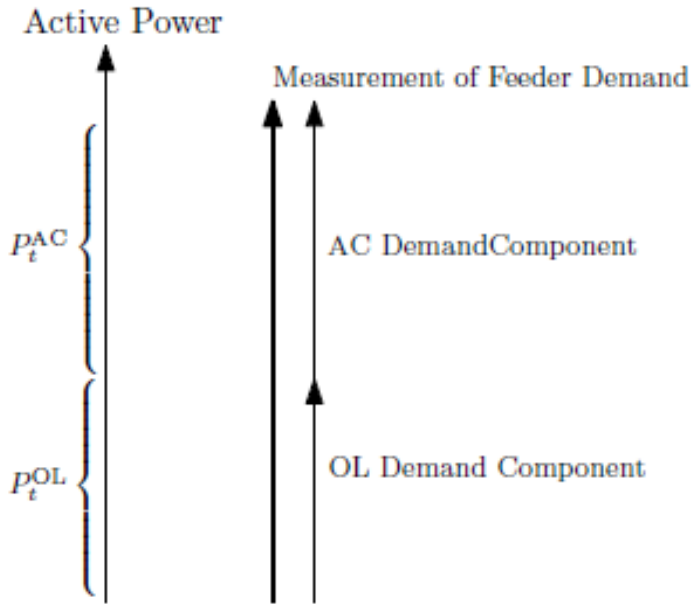 Active Power
Measurement of Feeder Demand
P_t^AC
AC DemandComponent
P_t^OL
OL Demand Component